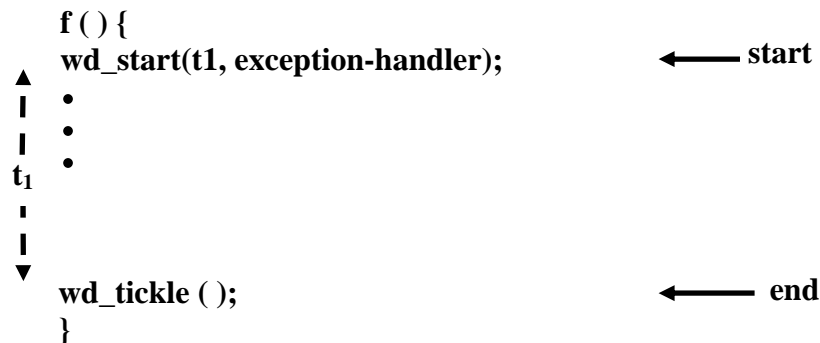 f ( ) {
wd_start(t1, exception-handler);
start
•
•
•
t₁
wd_tickle ( );
end
}